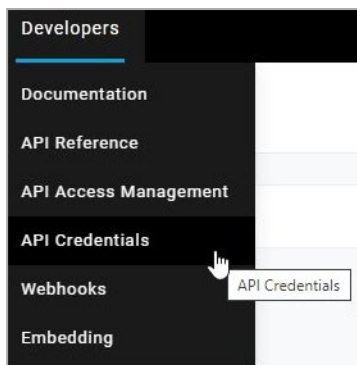 Developers
Documentation
API Reference
API Access Management
API Credentials
API Credentials
Webhooks
Embedding